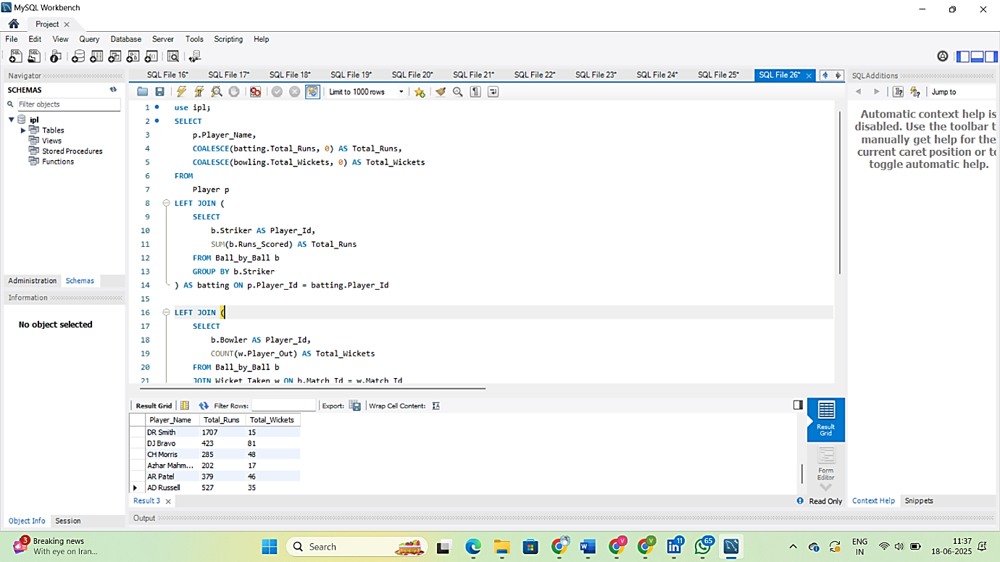 MySQL Workbench
Project
File Edit View Query Database Server Tools Scripting Help
Navigator
SCHEMAS
Filter objects
ipl
Tables
Views
Stored Procedures
Functions
Administration Schemas
Information
No object selected
Object Info Session
SQL File 16* SQL File 17* SQL File 18* SQL File 19* SQL File 20* SQL File 21* SQL File 22* SQL File 23* SQL File 24* SQL File 25* SQL File 26*
Limit to 1000 rows
1 use ipl;
2 SELECT
3 p.Player_Name,
4 COALESCE(batting.Total_Runs, 0) AS Total_Runs,
5 COALESCE(bowling.Total_Wickets, 0) AS Total_Wickets
6 FROM
7 Player p
8 LEFT JOIN (
9 SELECT
10 b.Striker AS Player_Id,
11 SUM(b.Runs_Scored) AS Total_Runs
12 FROM Ball_by_Ball b
13 GROUP BY b.Striker
14 ) AS batting ON p.Player_Id = batting.Player_Id
15
16 LEFT JOIN (
17 SELECT
18 b.Bowler AS Player_Id,
19 COUNT(w.Player_Out) AS Total_Wickets
20 FROM Ball_by_Ball b
21 JOIN Wicket_Taken w ON b.Match_Id = w.Match_Id
Result Grid Filter Rows: Export: Wrap Cell Content:
Player_Name Total_Runs Total_Wickets
DR Smith 1707 15
DJ Bravo 423 81
CH Morris 285 48
Azhar Mahm... 202 17
AR Patel 379 46
AD Russell 527 35
Result 3
Output
Result
Grid
Form
Editor
Read Only
SQLAdditions
Jump to
Automatic context help is
disabled. Use the toolbar t
manually get help for the
current caret position or to
toggle automatic help.
Context Help Snippets
3
Breaking news
With eye on Iran...
Search
V
V
11
65
ENG
IN
11:37
18-06-2025